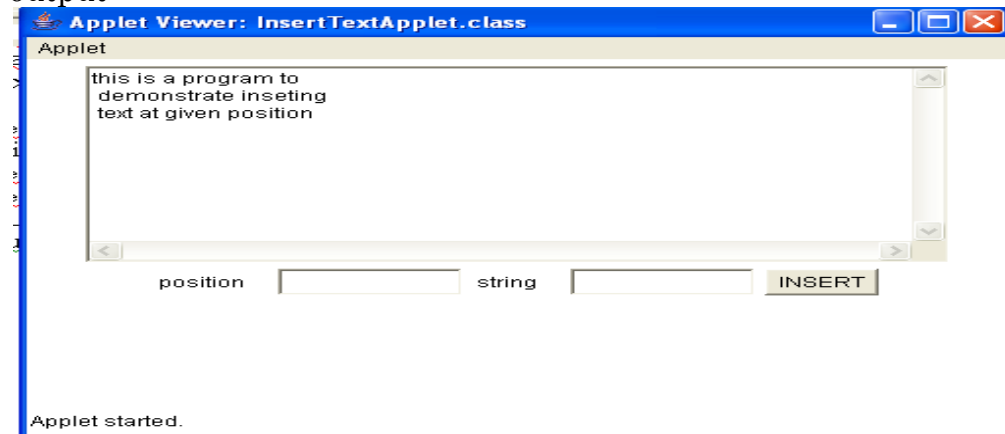 Applet Viewer: InsertTextApplet.class
Applet
this is a program to
demonstrate inseting
text at given position
position string INSERT
Applet started.